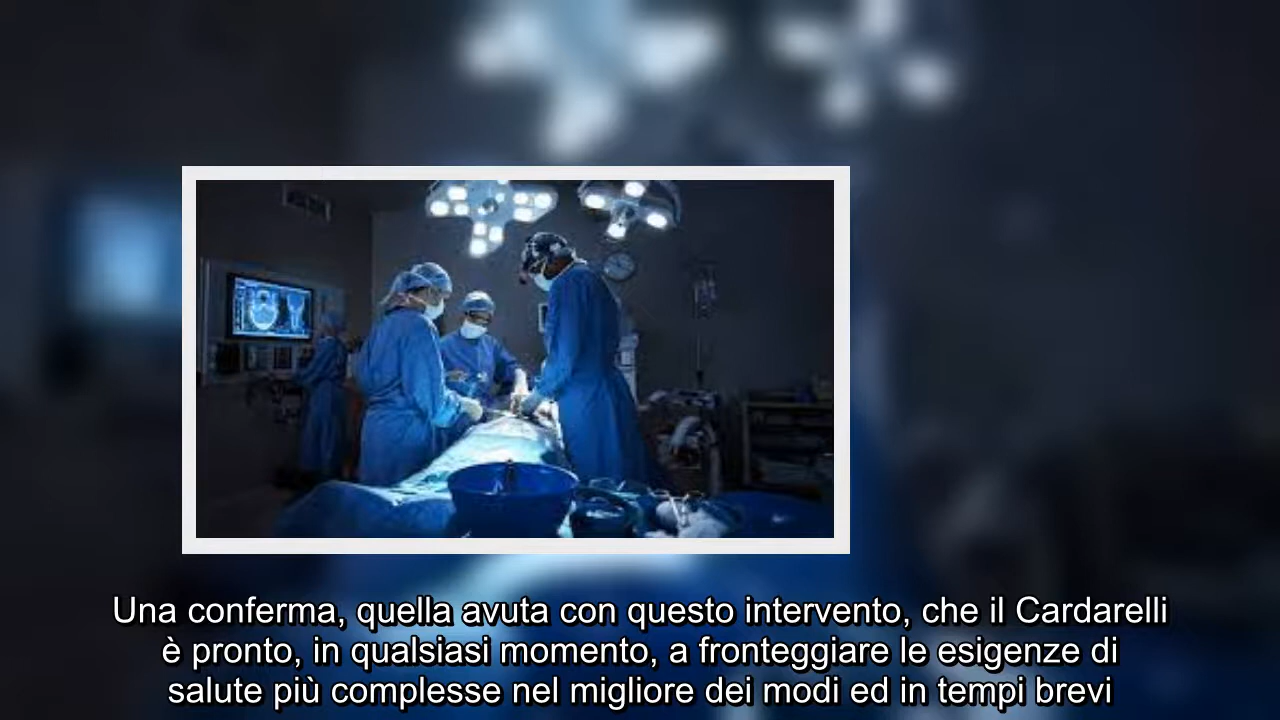 Una conferma, quella avuta con questo intervento, che il Cardarelli
è pronto, in qualsiasi momento, a fronteggiare le esigenze di
salute più complesse nel migliore dei modi ed in tempi brevi